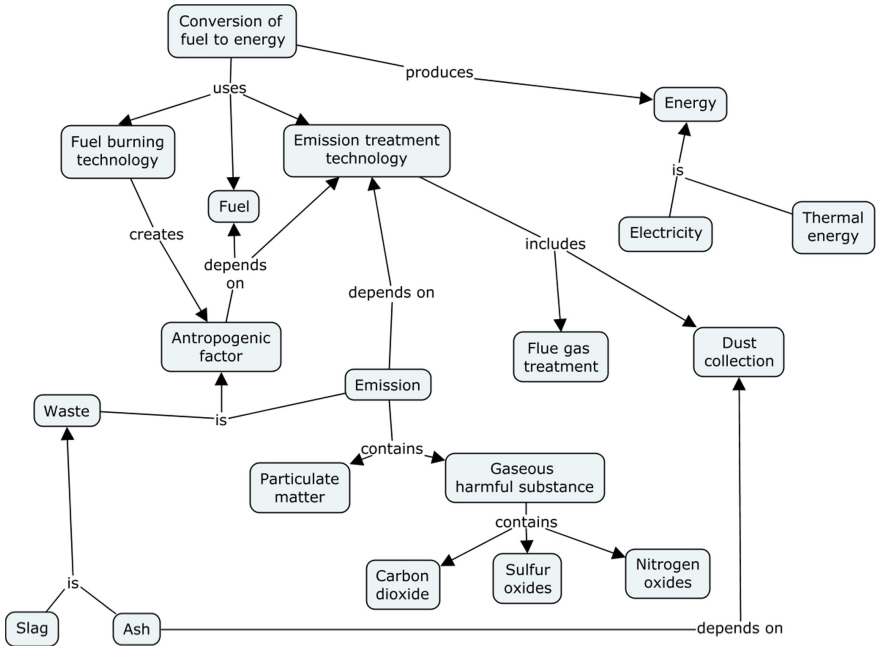 Conversion of
fuel to energy
produces
uses
Energy
Fuel burning
technology
Emission treatment
technology
is
Fuel
Thermal
energy
Electricity
creates
includes
depends
on
depends on
Antropogenic
factor
Flue gas
treatment
Dust
collection
Emission
Waste
is
contains
Particulate
matter
Gaseous
harmful substance
contains
Carbon
dioxide
Sulfur
oxides
Nitrogen
oxides
is
Slag
Ash
depends on